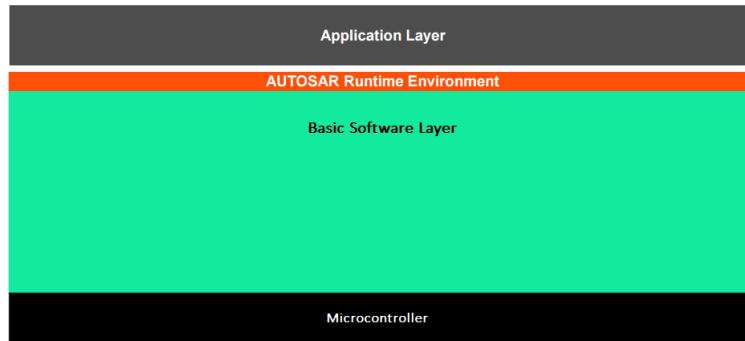 Application Layer
AUTOSAR Runtime Environment
Basic Software Layer
Microcontroller